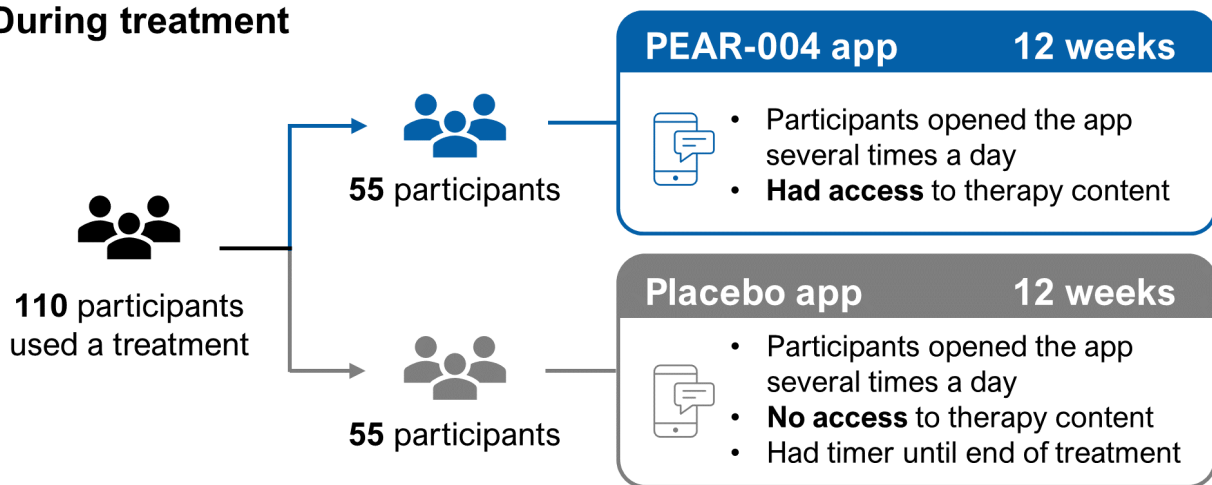 During treatment
PEAR-004 app 12 weeks
• Participants opened the app
several times a day
• Had access to therapy content
55 participants
110 participants
used a treatment
Placebo app 12 weeks
• Participants opened the app
several times a day
• No access to therapy content
• Had timer until end of treatment
55 participants